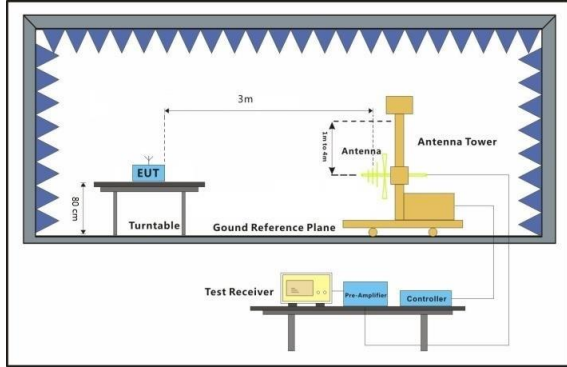 3m
1m to 4m
Antenna Tower
Antenna
EUT
80 cm
Turntable
Gound Reference Plane
Test Receiver
Pre-Amplifier
Controller